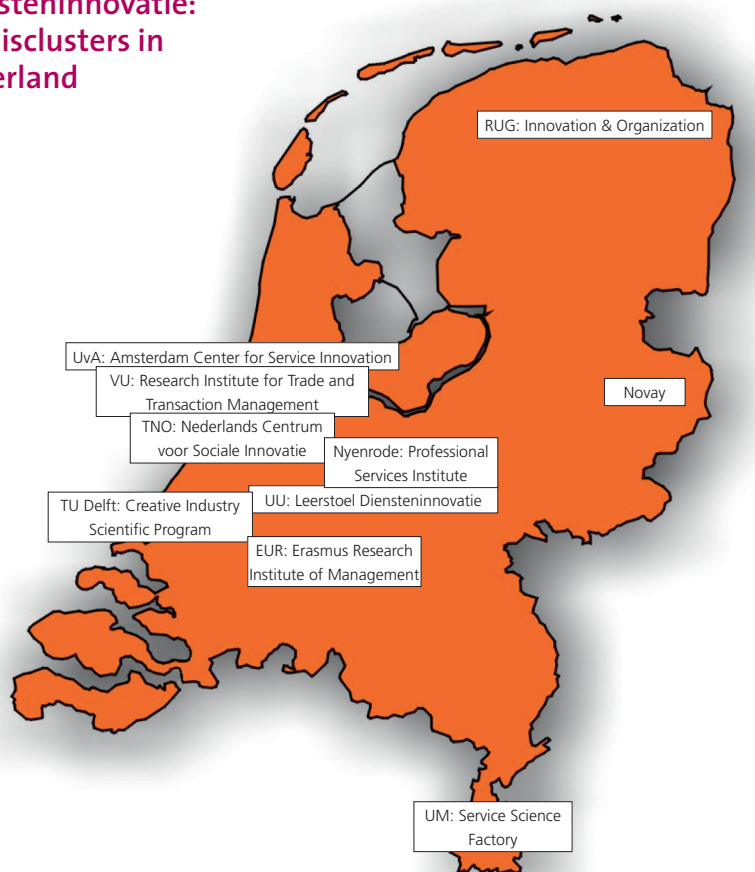 steninnovatie:
isclusters in
erland
RUG: Innovation & Organization
UvA: Amsterdam Center for Service Innovation
VU: Research Institute for Trade and
Transaction Management
TNO: Nederlands Centrum
voor Sociale Innovatie
Novay
Nyenrode: Professional
Services Institute
UU: Leerstoel Diensteninnovatie
TU Delft: Creative Industry
Scientific Program
EUR: Erasmus Research
Institute of Management
UM: Service Science
Factory